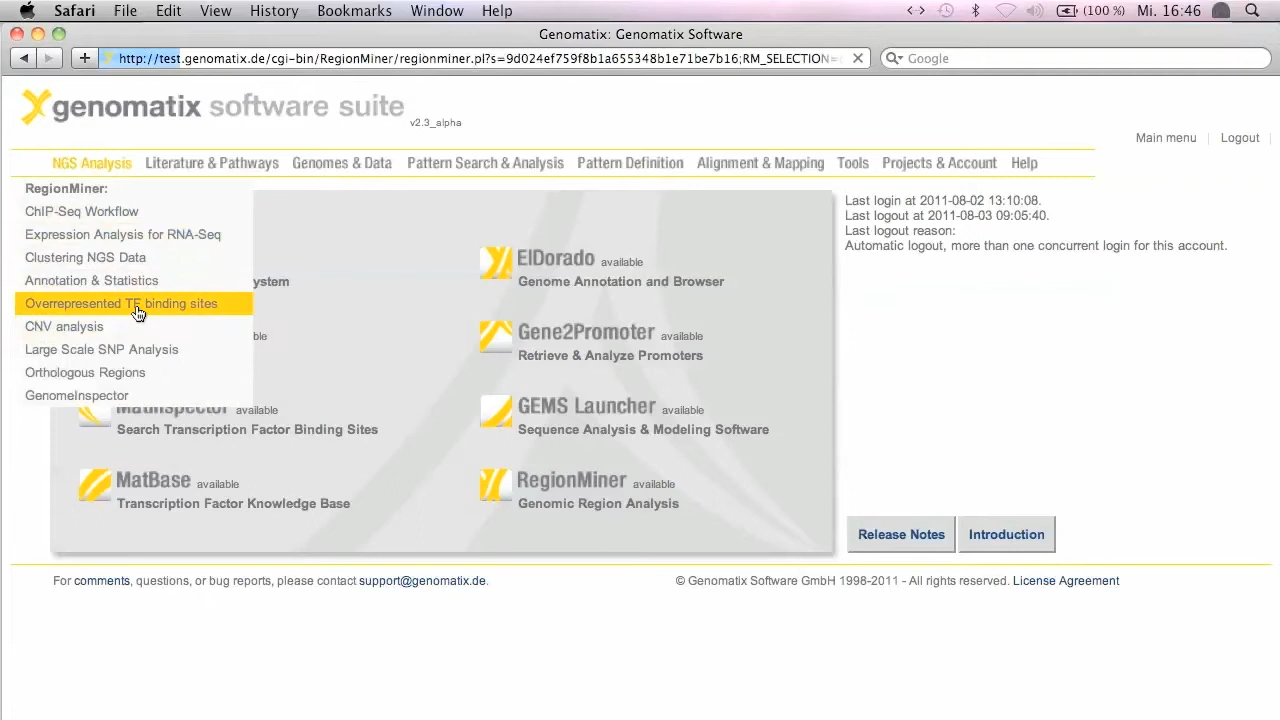 Safari File Edit View History Bookmarks Window Help (100 %) Mi. 16:46
Genomatix: Genomatix Software
http://test.genomatix.de/cgi-bin/RegionMiner/regionminer.pl?s=9d024ef759f8b1a655348b1e71be7b16;RM_SELECTION= Google
genomatix software suite v2.3_alpha
Main menu Logout
NGS Analysis Literature & Pathways Genomes & Data Pattern Search & Analysis Pattern Definition Alignment & Mapping Tools Projects & Account Help
RegionMiner:
ChIP-Seq Workflow
Expression Analysis for RNA-Seq
Clustering NGS Data
Annotation & Statistics
Overrepresented TF binding sites
CNV analysis
Large Scale SNP Analysis
Orthologous Regions
GenomeInspector
ystem
ble
MatInspector available
Search Transcription Factor Binding Sites
MatBase available
Transcription Factor Knowledge Base
ElDorado available
Genome Annotation and Browser
Gene2Promoter available
Retrieve & Analyze Promoters
GEMS Launcher available
Sequence Analysis & Modeling Software
RegionMiner available
Genomic Region Analysis
Last login at 2011-08-02 13:10:08.
Last logout at 2011-08-03 09:05:40.
Last logout reason:
Automatic logout, more than one concurrent login for this account.
Release Notes Introduction
For comments, questions, or bug reports, please contact support@genomatix.de.
© Genomatix Software GmbH 1998-2011 - All rights reserved. License Agreement